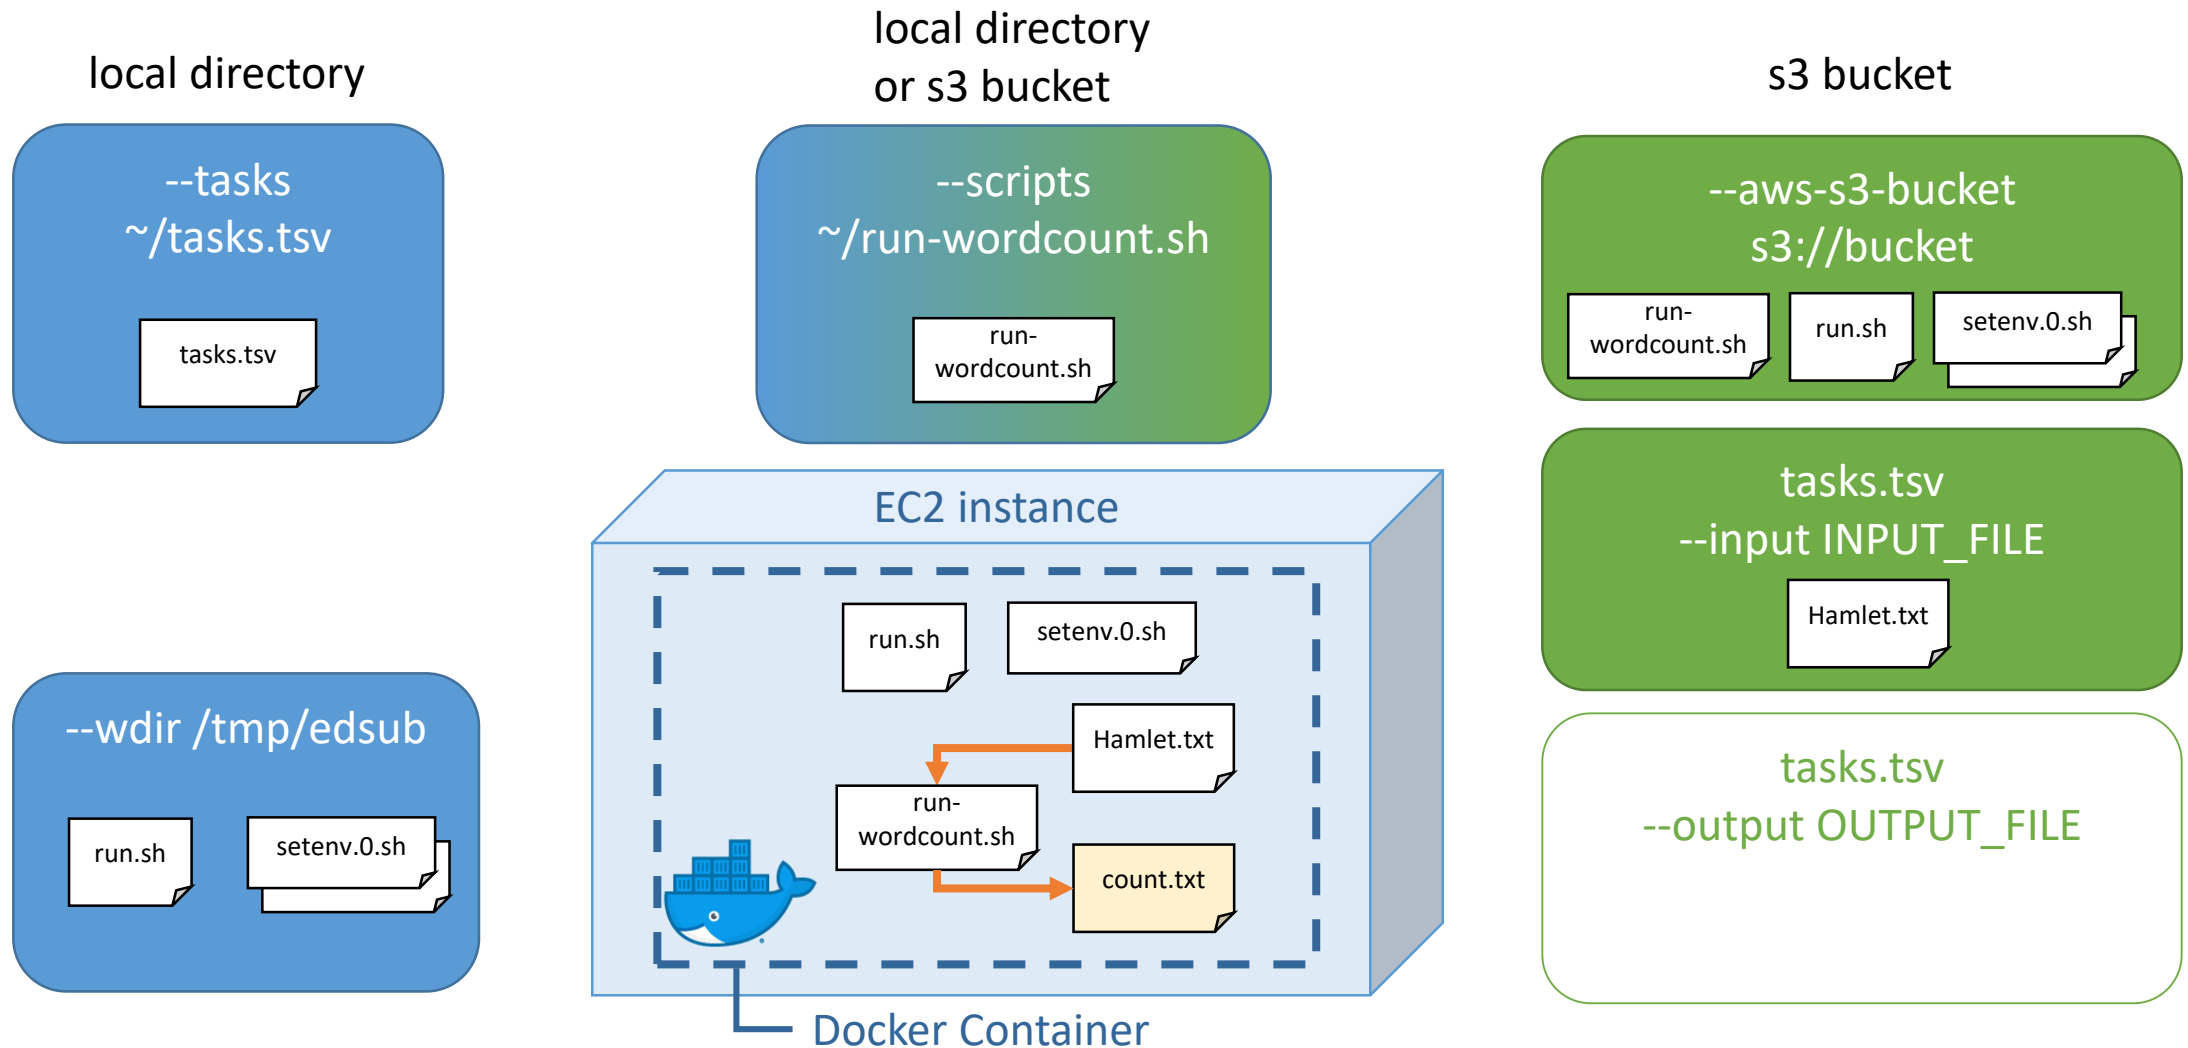 local directory
local directory
or s3 bucket
s3 bucket
--tasks
~/tasks.tsv
tasks.tsv
--scripts
~/run-wordcount.sh
run-
wordcount.sh
--aws-s3-bucket
s3://bucket
run-
wordcount.sh
run.sh
setenv.0.sh
EC2 instance
run.sh
setenv.0.sh
Hamlet.txt
run-
wordcount.sh
count.txt
Docker Container
tasks.tsv
--input INPUT_FILE
Hamlet.txt
--wdir /tmp/edsub
run.sh
setenv.0.sh
tasks.tsv
--output OUTPUT_FILE